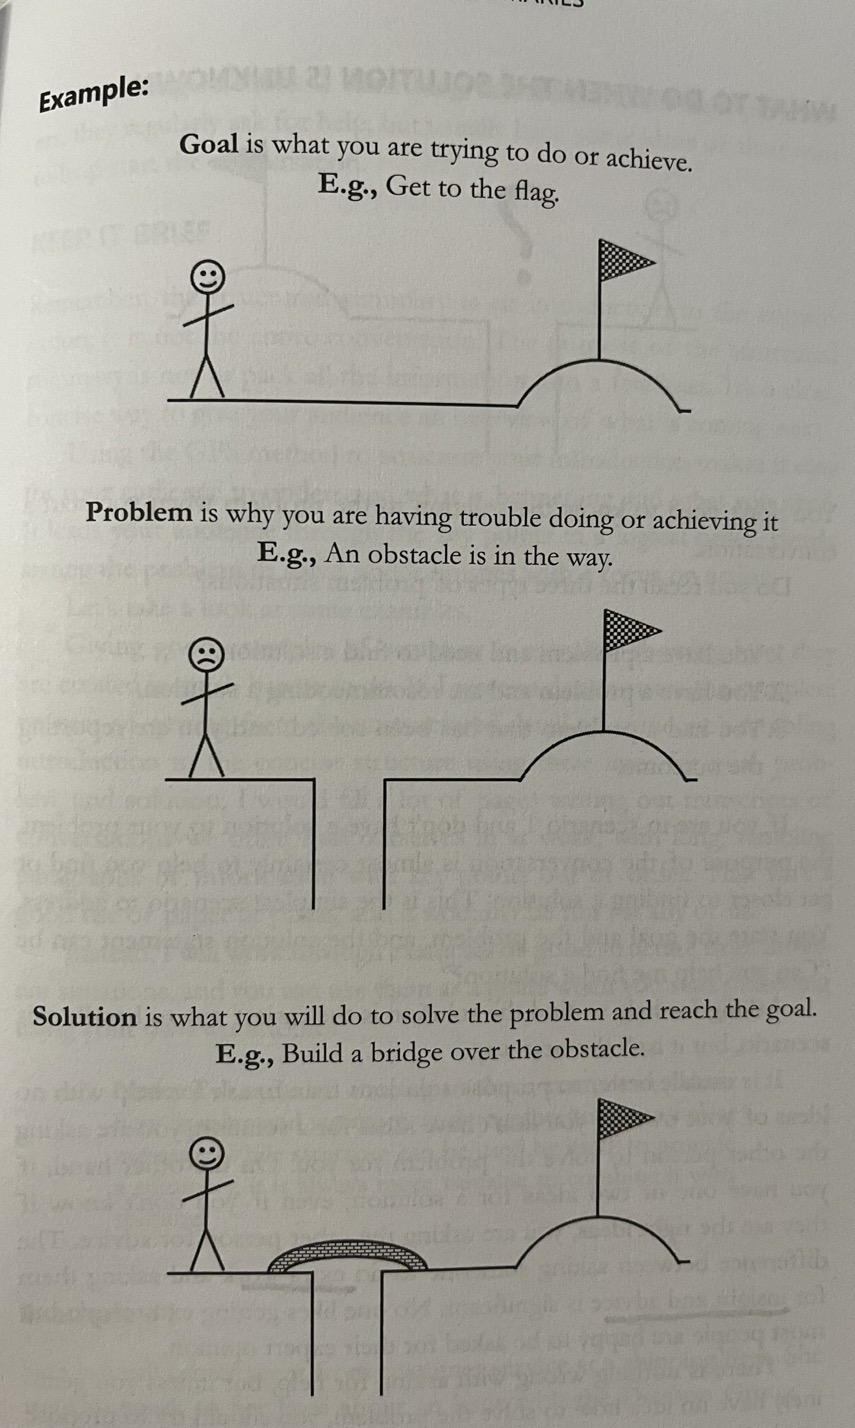 Example:
Goal is what you are trying to do or achieve.
E.g., Get to the flag.
Problem is why you are having trouble doing or achieving it
E.g., An obstacle is in the way.
Solution is what you will do to solve the problem and reach the goal.
E.g., Build a bridge over the obstacle.